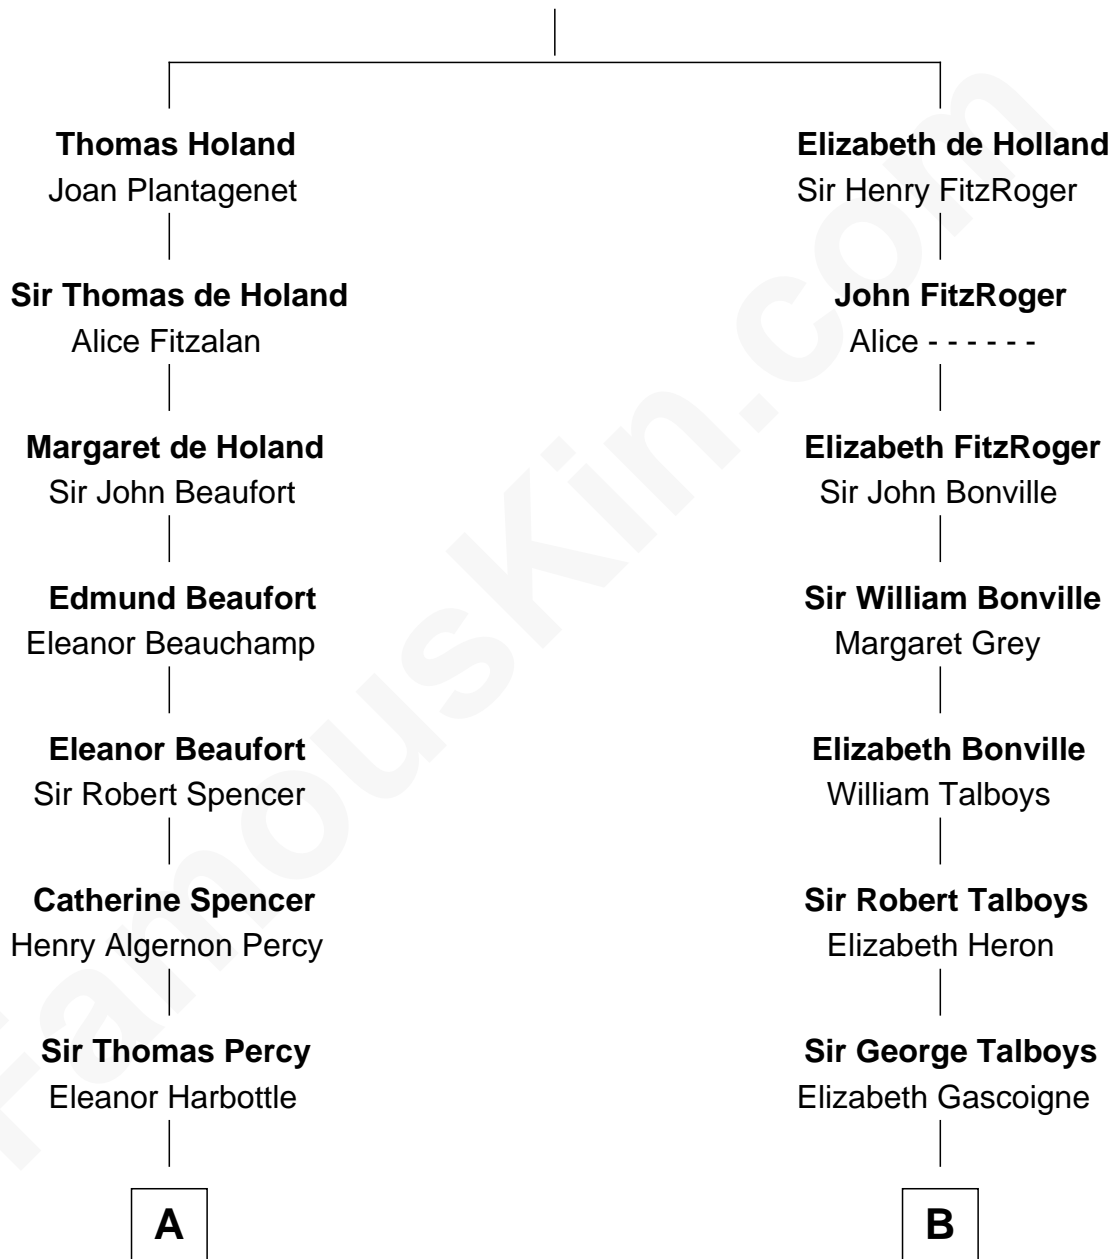 Thomas Holand
Joan Plantagenet
Sir Thomas de Holand
Alice Fitzalan
Margaret de Holand
Sir John Beaufort
Edmund Beaufort
Eleanor Beauchamp
Eleanor Beaufort
Sir Robert Spencer
Catherine Spencer
Henry Algernon Percy
Sir Thomas Percy
Eleanor Harbottle
A
Elizabeth de Holland
Sir Henry FitzRoger
John FitzRoger
Alice - - - - - -
Elizabeth FitzRoger
Sir John Bonville
Sir William Bonville
Margaret Grey
Elizabeth Bonville
William Talboys
Sir Robert Talboys
Elizabeth Heron
Sir George Talboys
Elizabeth Gascoigne
B
FamousKin.com